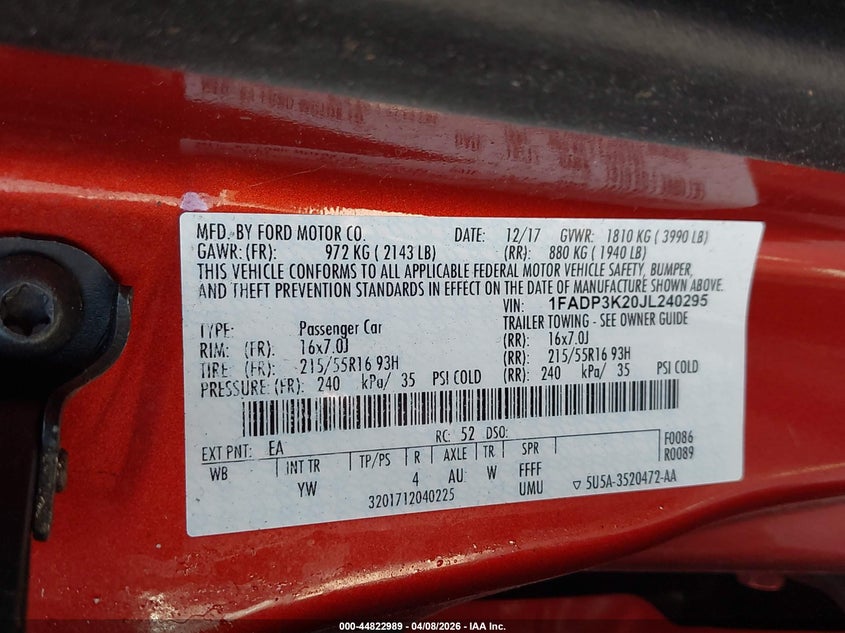 MFD. BY FORD MOTOR CO. DATE: 12/17 GVWR: 1810 KG ( 3990 LB)
GAWR: (FR): 972 KG ( 2143 LB) (RR): 880 KG ( 1940 LB)
THIS VEHICLE CONFORMS TO ALL APPLICABLE FEDERAL MOTOR VEHICLE SAFETY, BUMPER,
AND THEFT PREVENTION STANDARDS IN EFFECT ON THE DATE OF MANUFACTURE SHOWN ABOVE.
VIN: 1FADP3K20JL240295
TYPE: Passenger Car TRAILER TOWING - SEE OWNER GUIDE
RIM: (FR): 16x7.0J (RR): 16x7.0J
TIRE: (FR): 215/55R16 93H (RR): 215/55R16 93H
PRESSURE: (FR): 240 kPa/ 35 PSI COLD (RR): 240 kPa/ 35 PSI COLD
EXT PNT: EA RC: 52 DSO: F0086
WB INT TR TP/PS R AXLE TR SPR R0089
YW 4 AU W FFFF
3201712040225 UMU ▽ 5U5A-3520472-AA
000-44822989 - 04/08/2026 - IAA Inc.